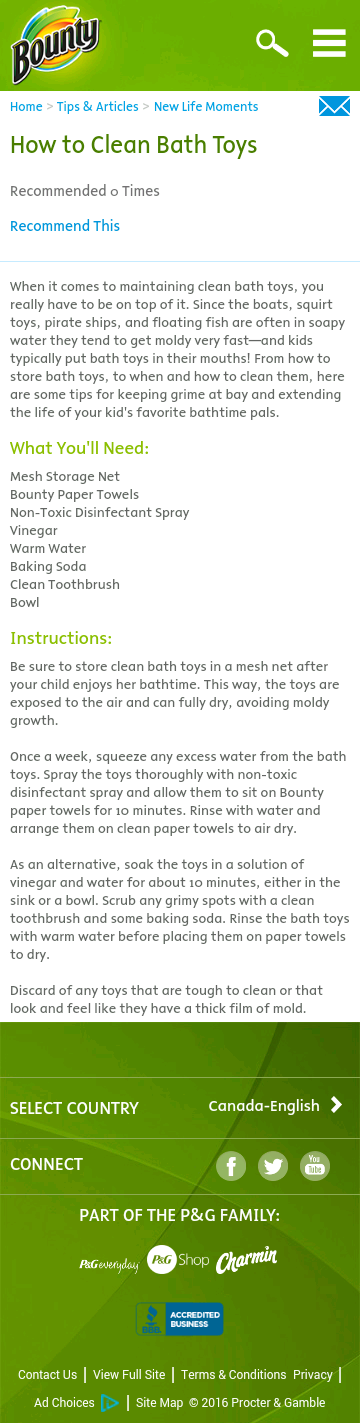 Bounty
Home > Tips & Articles > New Life Moments
How to Clean Bath Toys
Recommended 0 Times
Recommend This
When it comes to maintaining clean bath toys, you
really have to be on top of it. Since the boats, squirt
toys, pirate ships, and floating fish are often in soapy
water they tend to get moldy very fast—and kids
typically put bath toys in their mouths! From how to
store bath toys, to when and how to clean them, here
are some tips for keeping grime at bay and extending
the life of your kid's favorite bathtime pals.
What You'll Need:
Mesh Storage Net
Bounty Paper Towels
Non-Toxic Disinfectant Spray
Vinegar
Warm Water
Baking Soda
Clean Toothbrush
Bowl
Instructions:
Be sure to store clean bath toys in a mesh net after
your child enjoys her bathtime. This way, the toys are
exposed to the air and can fully dry, avoiding moldy
growth.
Once a week, squeeze any excess water from the bath
toys. Spray the toys thoroughly with non-toxic
disinfectant spray and allow them to sit on Bounty
paper towels for 10 minutes. Rinse with water and
arrange them on clean paper towels to air dry.
As an alternative, soak the toys in a solution of
vinegar and water for about 10 minutes, either in the
sink or a bowl. Scrub any grimy spots with a clean
toothbrush and some baking soda. Rinse the bath toys
with warm water before placing them on paper towels
to dry.
Discard of any toys that are tough to clean or that
look and feel like they have a thick film of mold.
SELECT COUNTRY Canada-English
CONNECT f You Tube
PART OF THE P&G FAMILY:
P&G everyday P&G Shop Charmin
BBB. ACCREDITED BUSINESS
Contact Us | View Full Site | Terms & Conditions Privacy |
Ad Choices | Site Map © 2016 Procter & Gamble